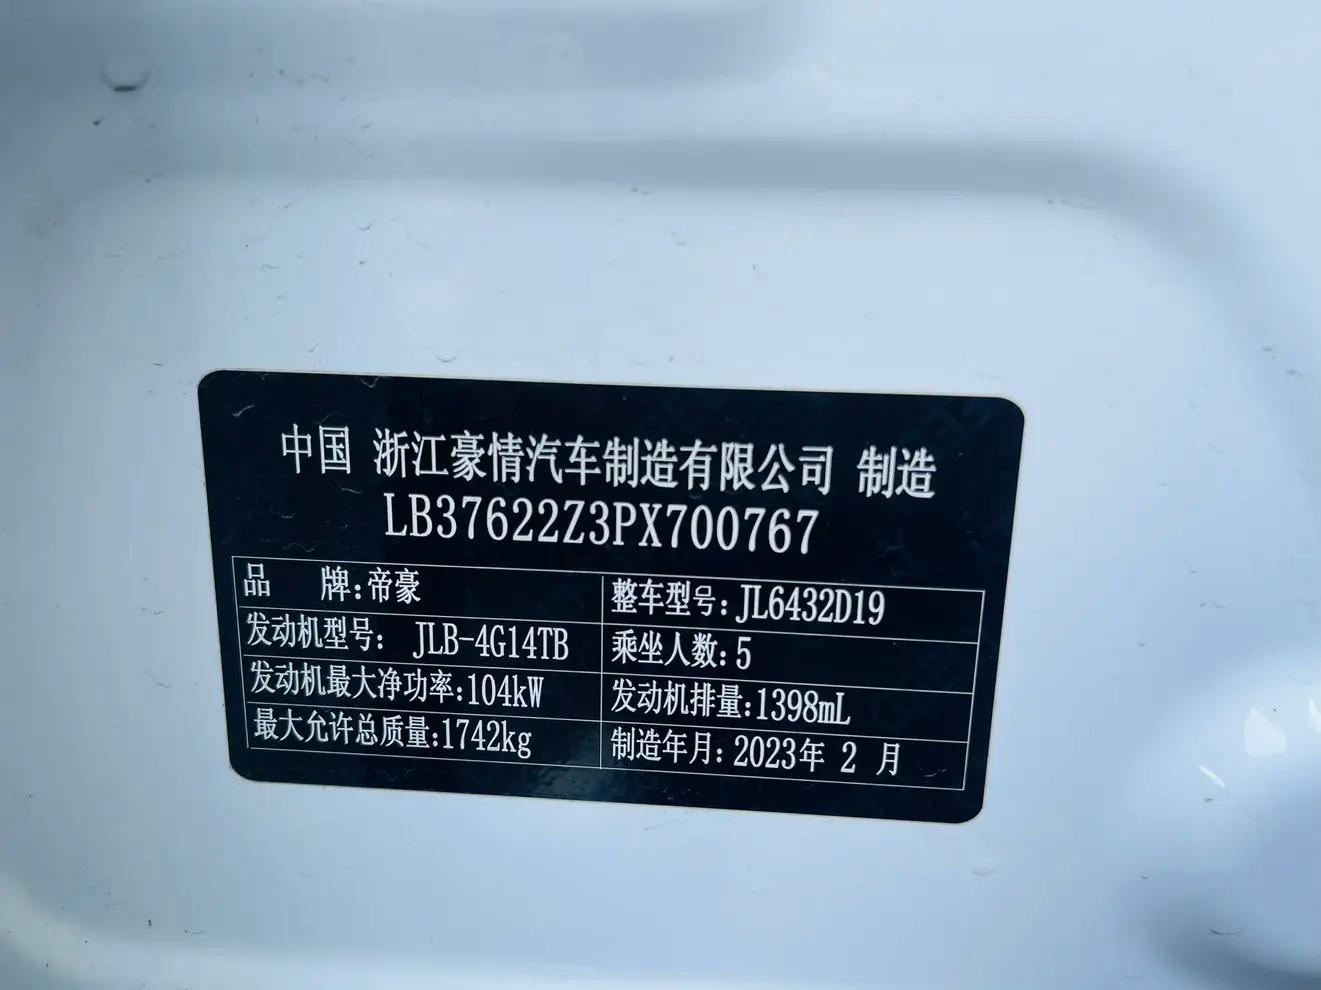 中国 浙江豪情汽车制造有限公司 制造
LB37622Z3PX700767
品 牌:帝豪 整车型号:JL6432D19
发动机型号: JLB-4G14TB 乘坐人数:5
发动机最大净功率:104kW 发动机排量:1398mL
最大允许总质量:1742kg 制造年月:2023年 2 月